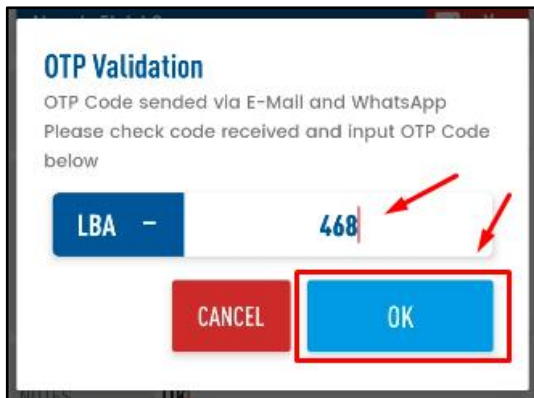 OTP Validation
OTP Code sended via E-Mail and WhatsApp
Please check code received and input OTP Code
below
LBA - 468
CANCEL OK